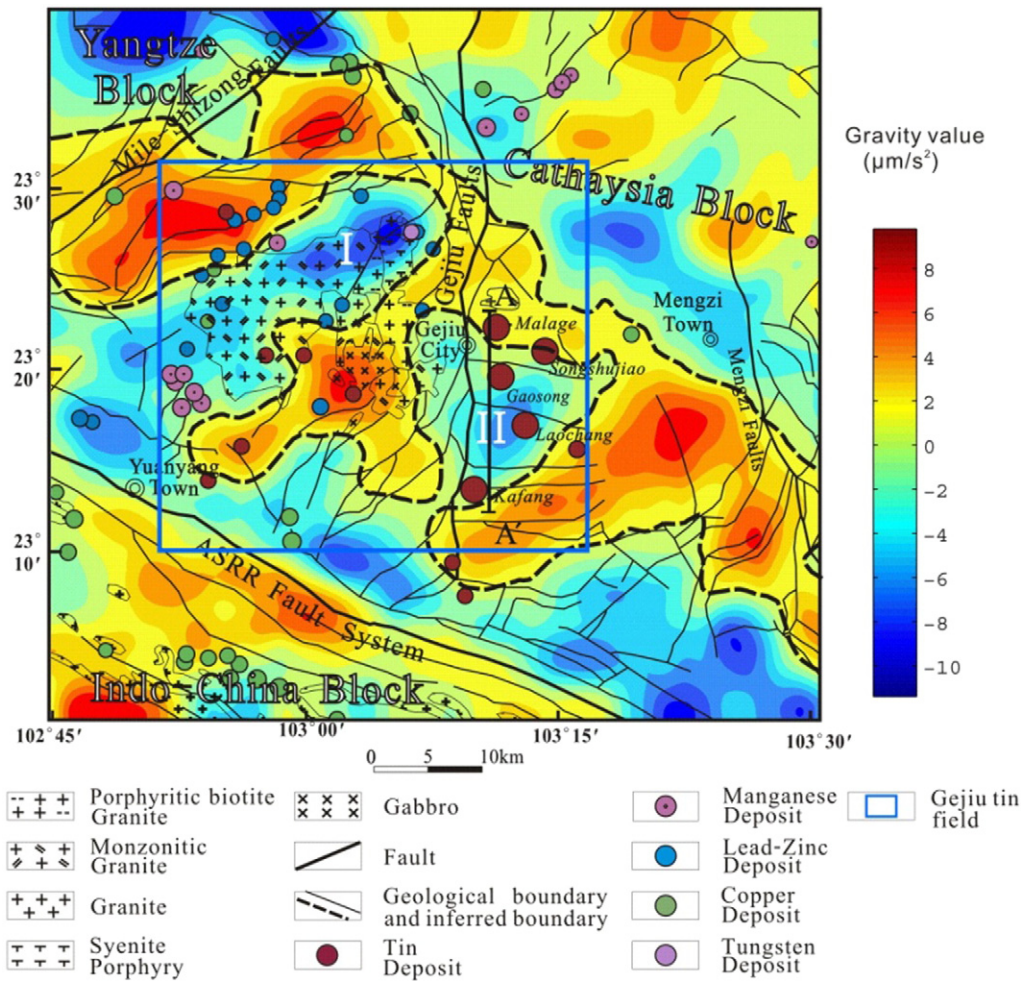 Yangtze
Block
Mile-Shizong Faults
Cathaysia Block
Gejiu Faults
I
A
Malage
Gejiu
City
Songshujiao
Gaosong
II
Laochang
Kafang
A′
Mengzi
Town
Mengzi Faults
Yuanyang
Town
ASRR Fault System
Indo-China Block
23°
30′
23°
20′
23°
10′
102°45′
103°00′
103°15′
103°30′
0 5 10km
Gravity value
(μm/s²)
8
6
4
2
0
−2
−4
−6
−8
−10
Porphyritic biotite
Granite
Monzonitic
Granite
Granite
Syenite
Porphyry
Gabbro
Fault
Geological boundary
and inferred boundary
Tin
Deposit
Manganese
Deposit
Lead-Zinc
Deposit
Copper
Deposit
Tungsten
Deposit
Gejiu tin
field